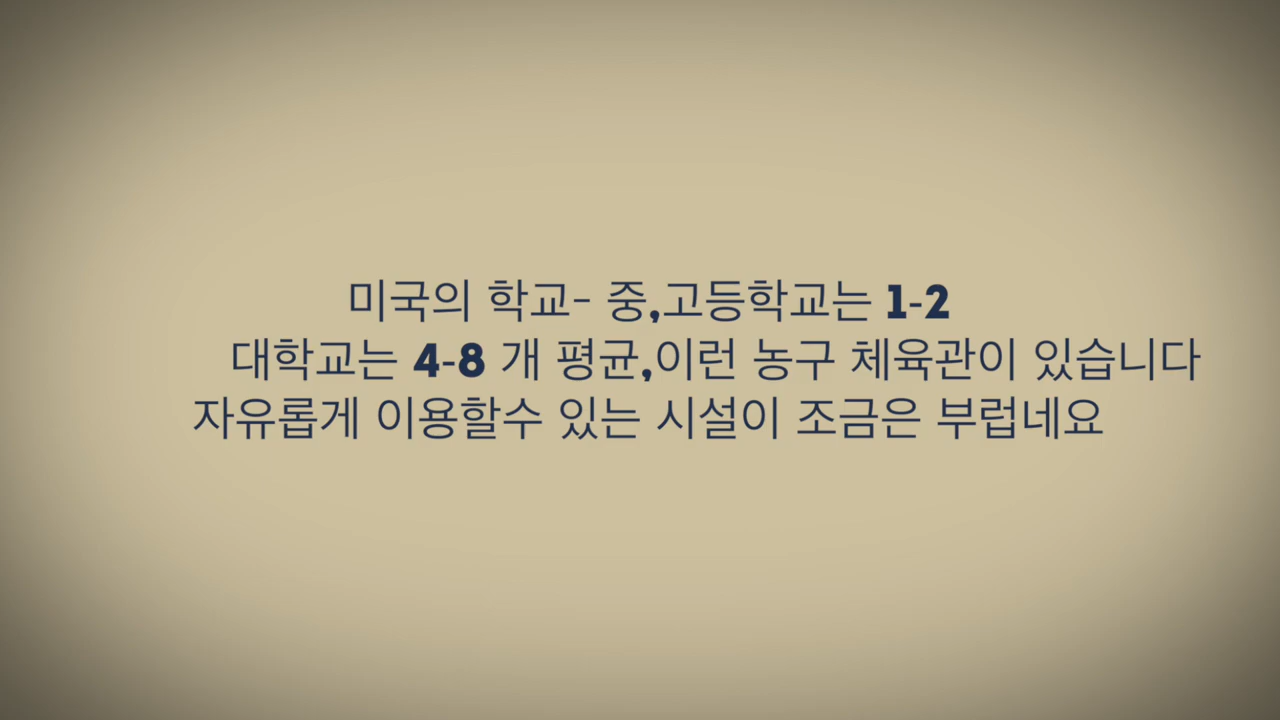 미국의 학교- 중,고등학교는 1-2
대학교는 4-8 개 평균,이런 농구 체육관이 있습니다
자유롭게 이용할수 있는 시설이 조금은 부럽네요